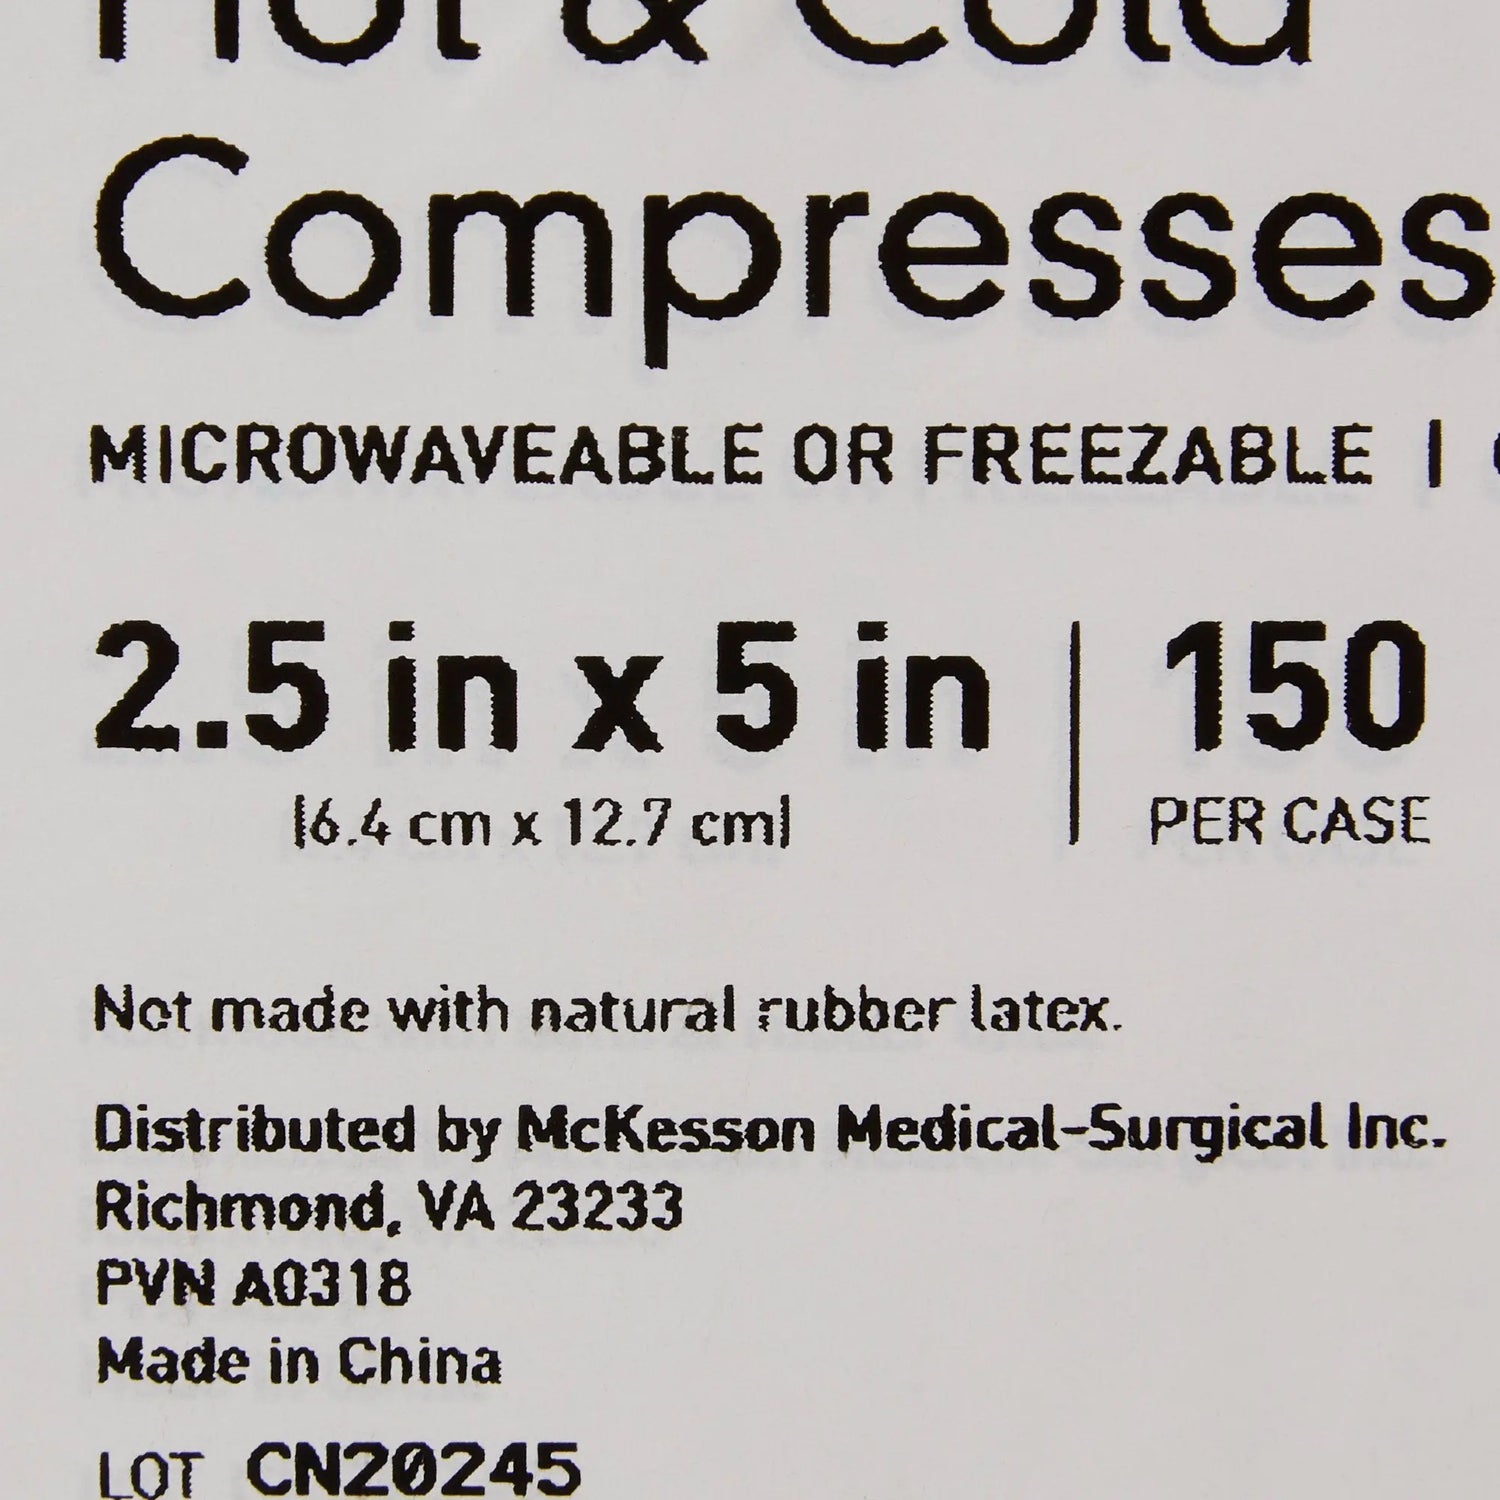 Hot & Cold
Compresses
MICROWAVEABLE OR FREEZABLE |
2.5 in x 5 in | 150
[6.4 cm x 12.7 cm] PER CASE
Not made with natural rubber latex.
Distributed by McKesson Medical-Surgical Inc.
Richmond, VA 23233
PVN A0318
Made in China
LOT CN20245